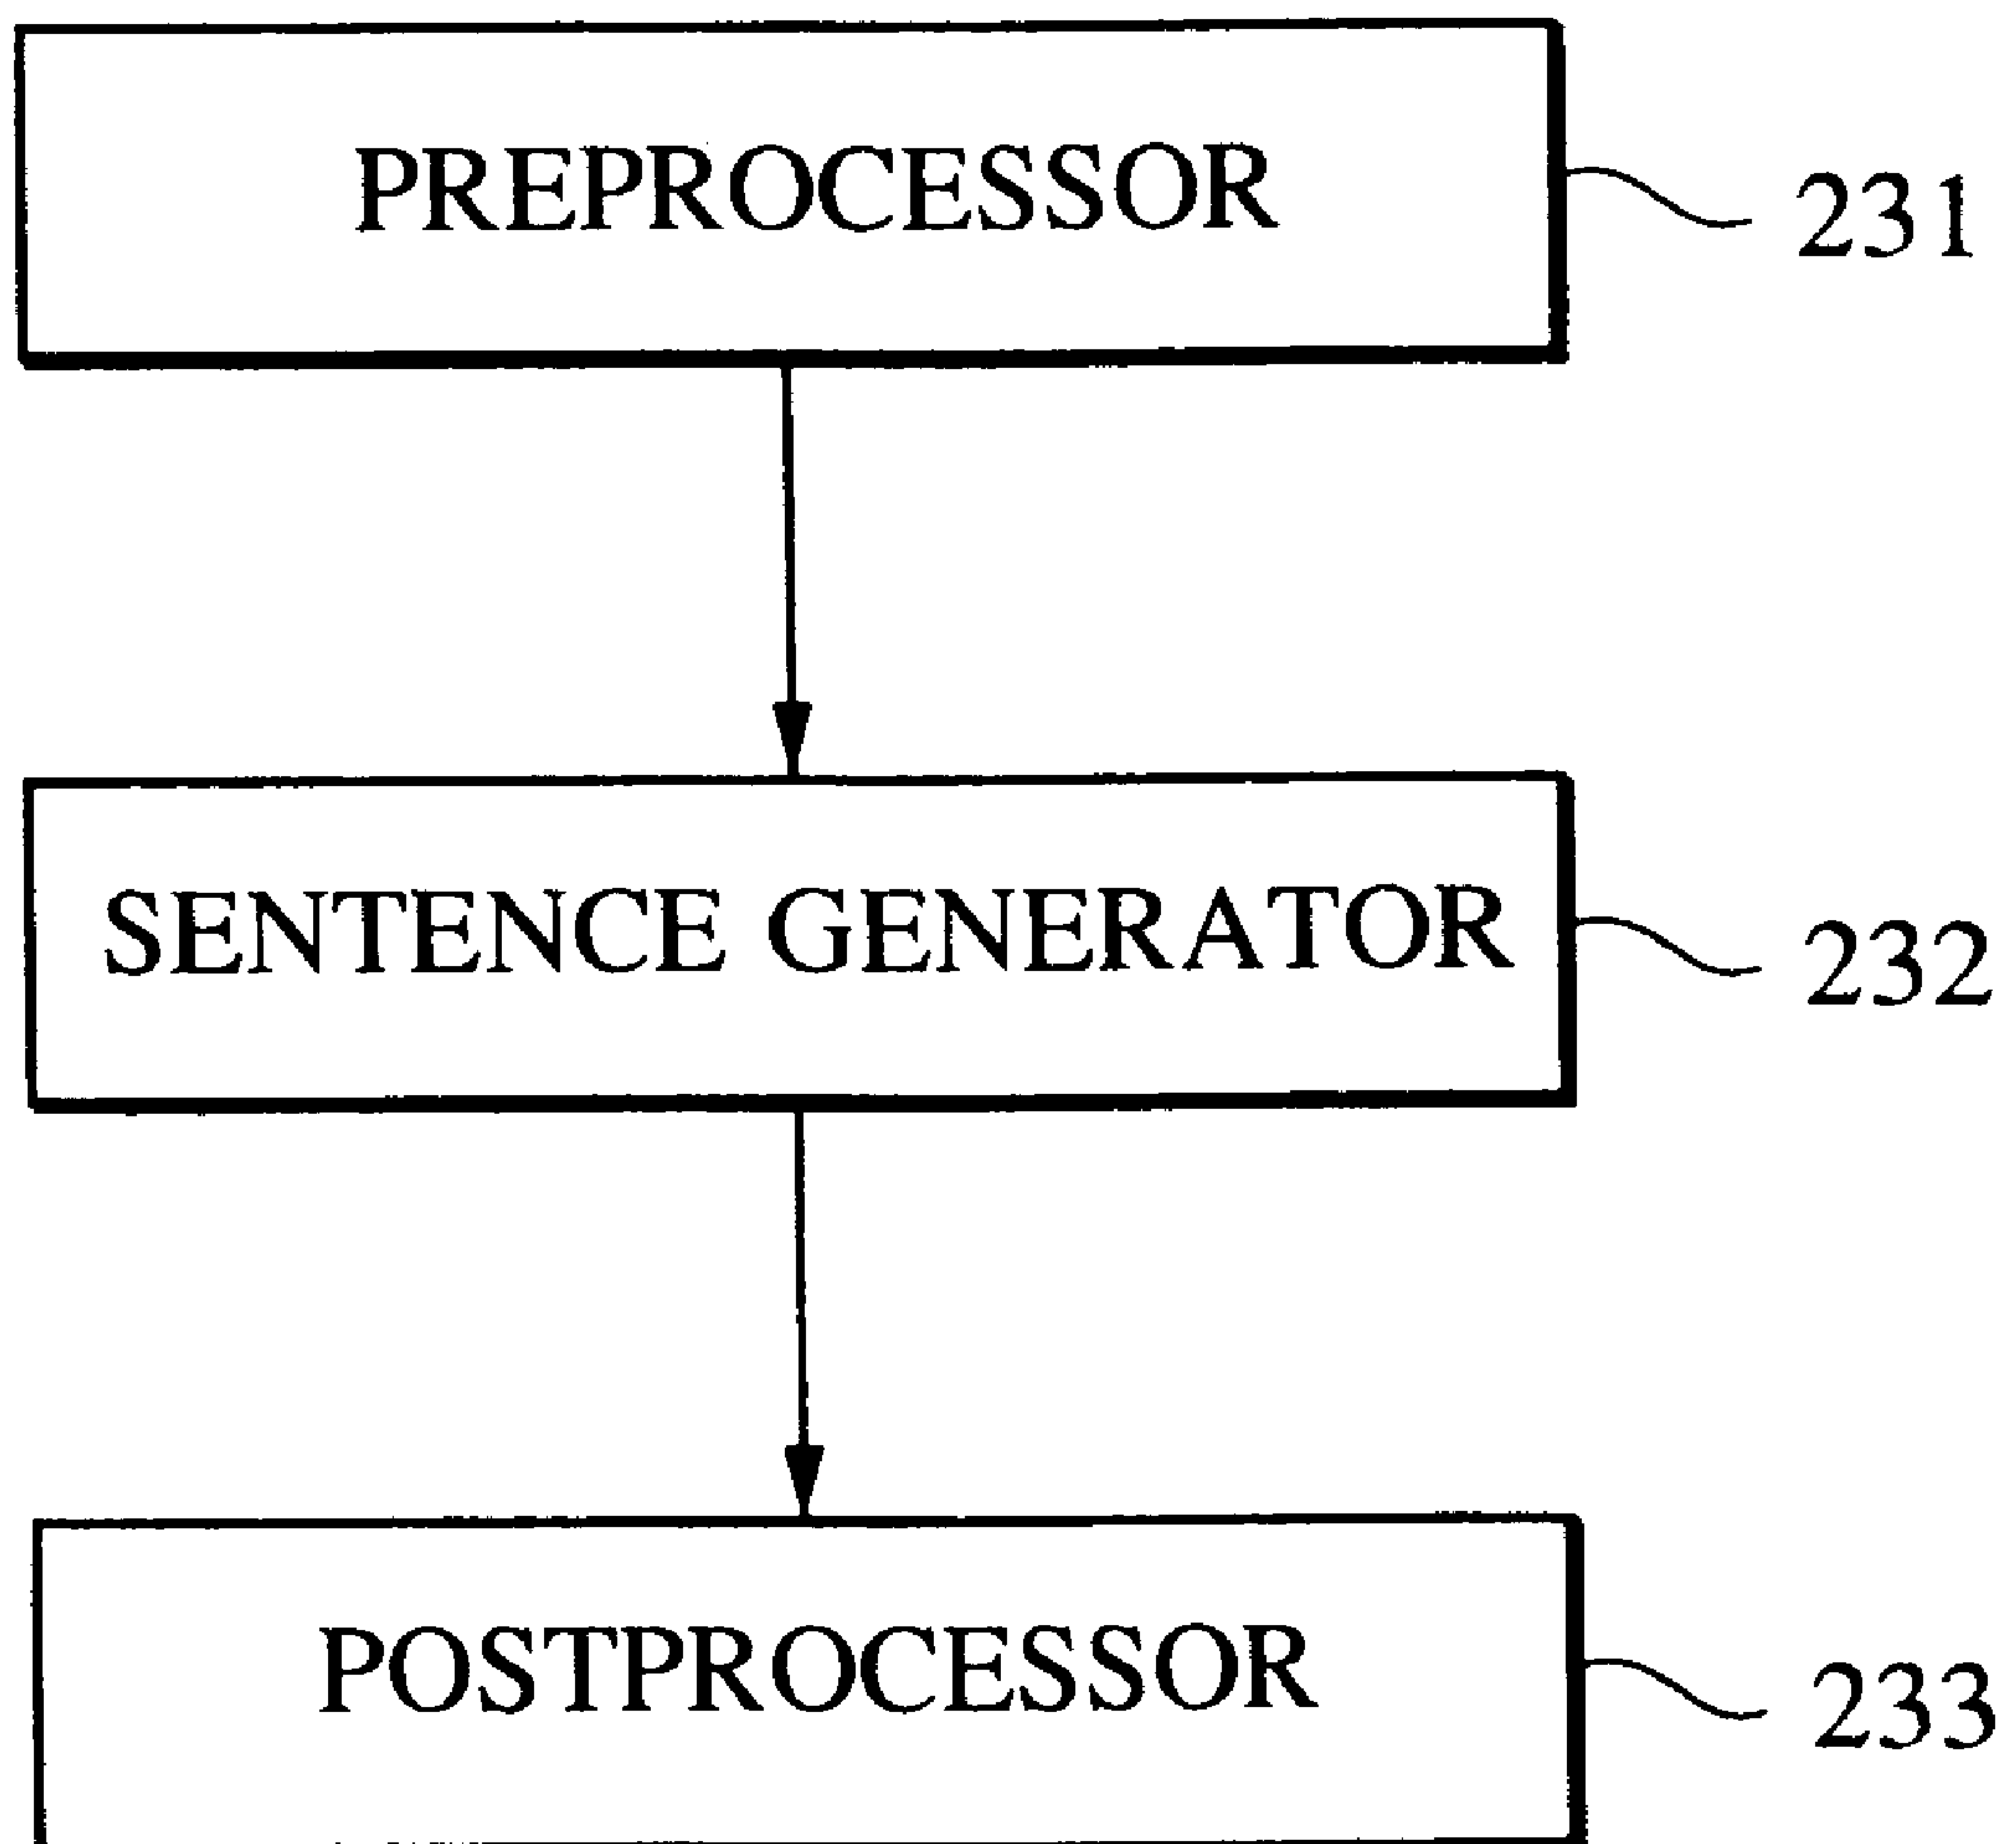 PREPROCESSOR
231
SENTENCE GENERATOR
232
POSTPROCESSOR
233